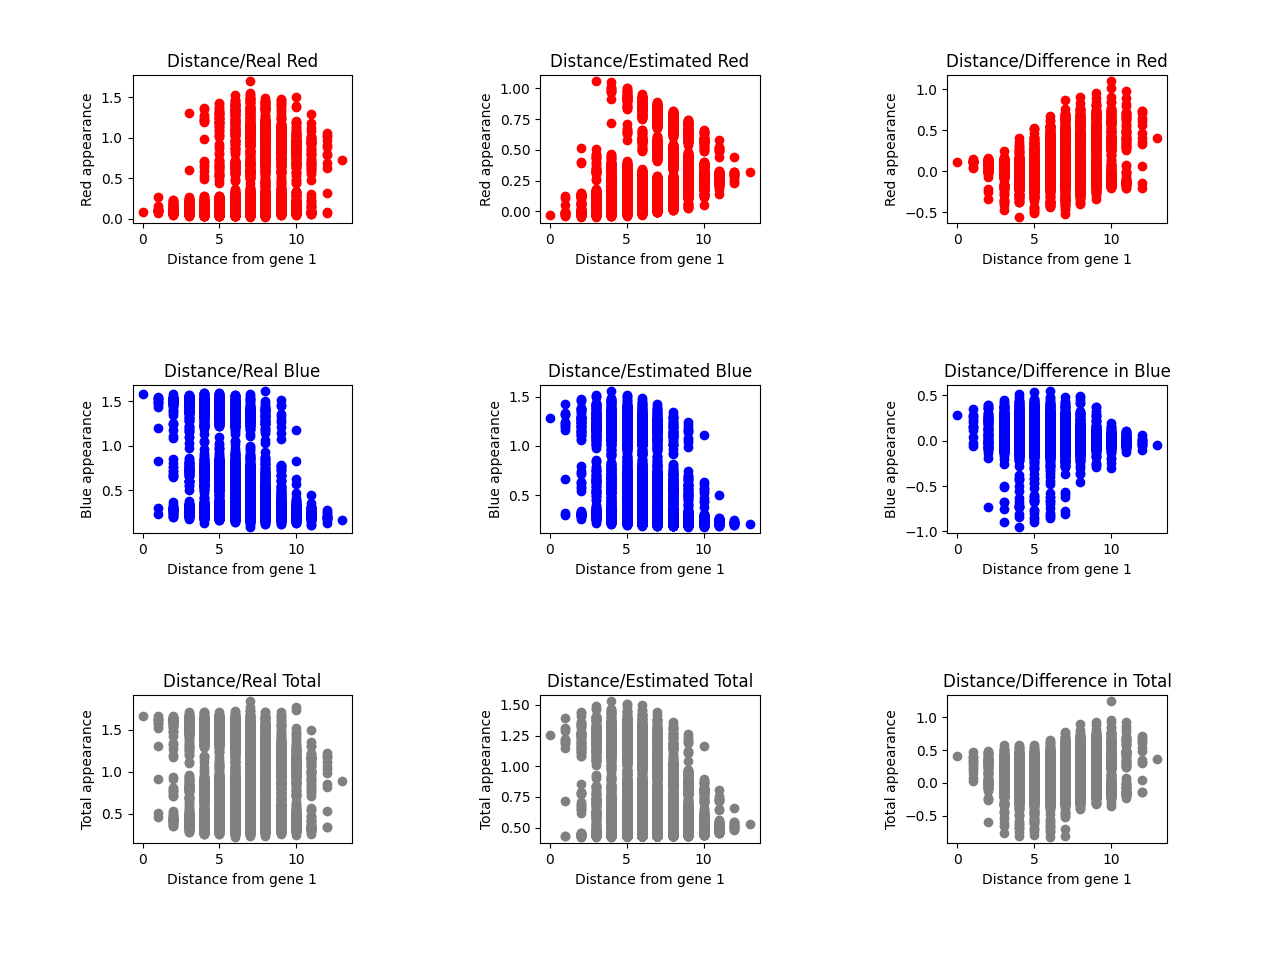 Distance/Real Red
Red appearance
1.5
1.0
0.5
0.0
0
5
10
Distance from gene 1
Distance/Estimated Red
Red appearance
1.00
0.75
0.50
0.25
0.00
0
5
10
Distance from gene 1
Distance/Difference in Red
Red appearance
1.0
0.5
0.0
−0.5
0
5
10
Distance from gene 1
Distance/Real Blue
Blue appearance
1.5
1.0
0.5
0
5
10
Distance from gene 1
Distance/Estimated Blue
Blue appearance
1.5
1.0
0.5
0
5
10
Distance from gene 1
Distance/Difference in Blue
Blue appearance
0.5
0.0
−0.5
−1.0
0
5
10
Distance from gene 1
Distance/Real Total
Total appearance
1.5
1.0
0.5
0
5
10
Distance from gene 1
Distance/Estimated Total
Total appearance
1.50
1.25
1.00
0.75
0.50
0
5
10
Distance from gene 1
Distance/Difference in Total
Total appearance
1.0
0.5
0.0
−0.5
0
5
10
Distance from gene 1